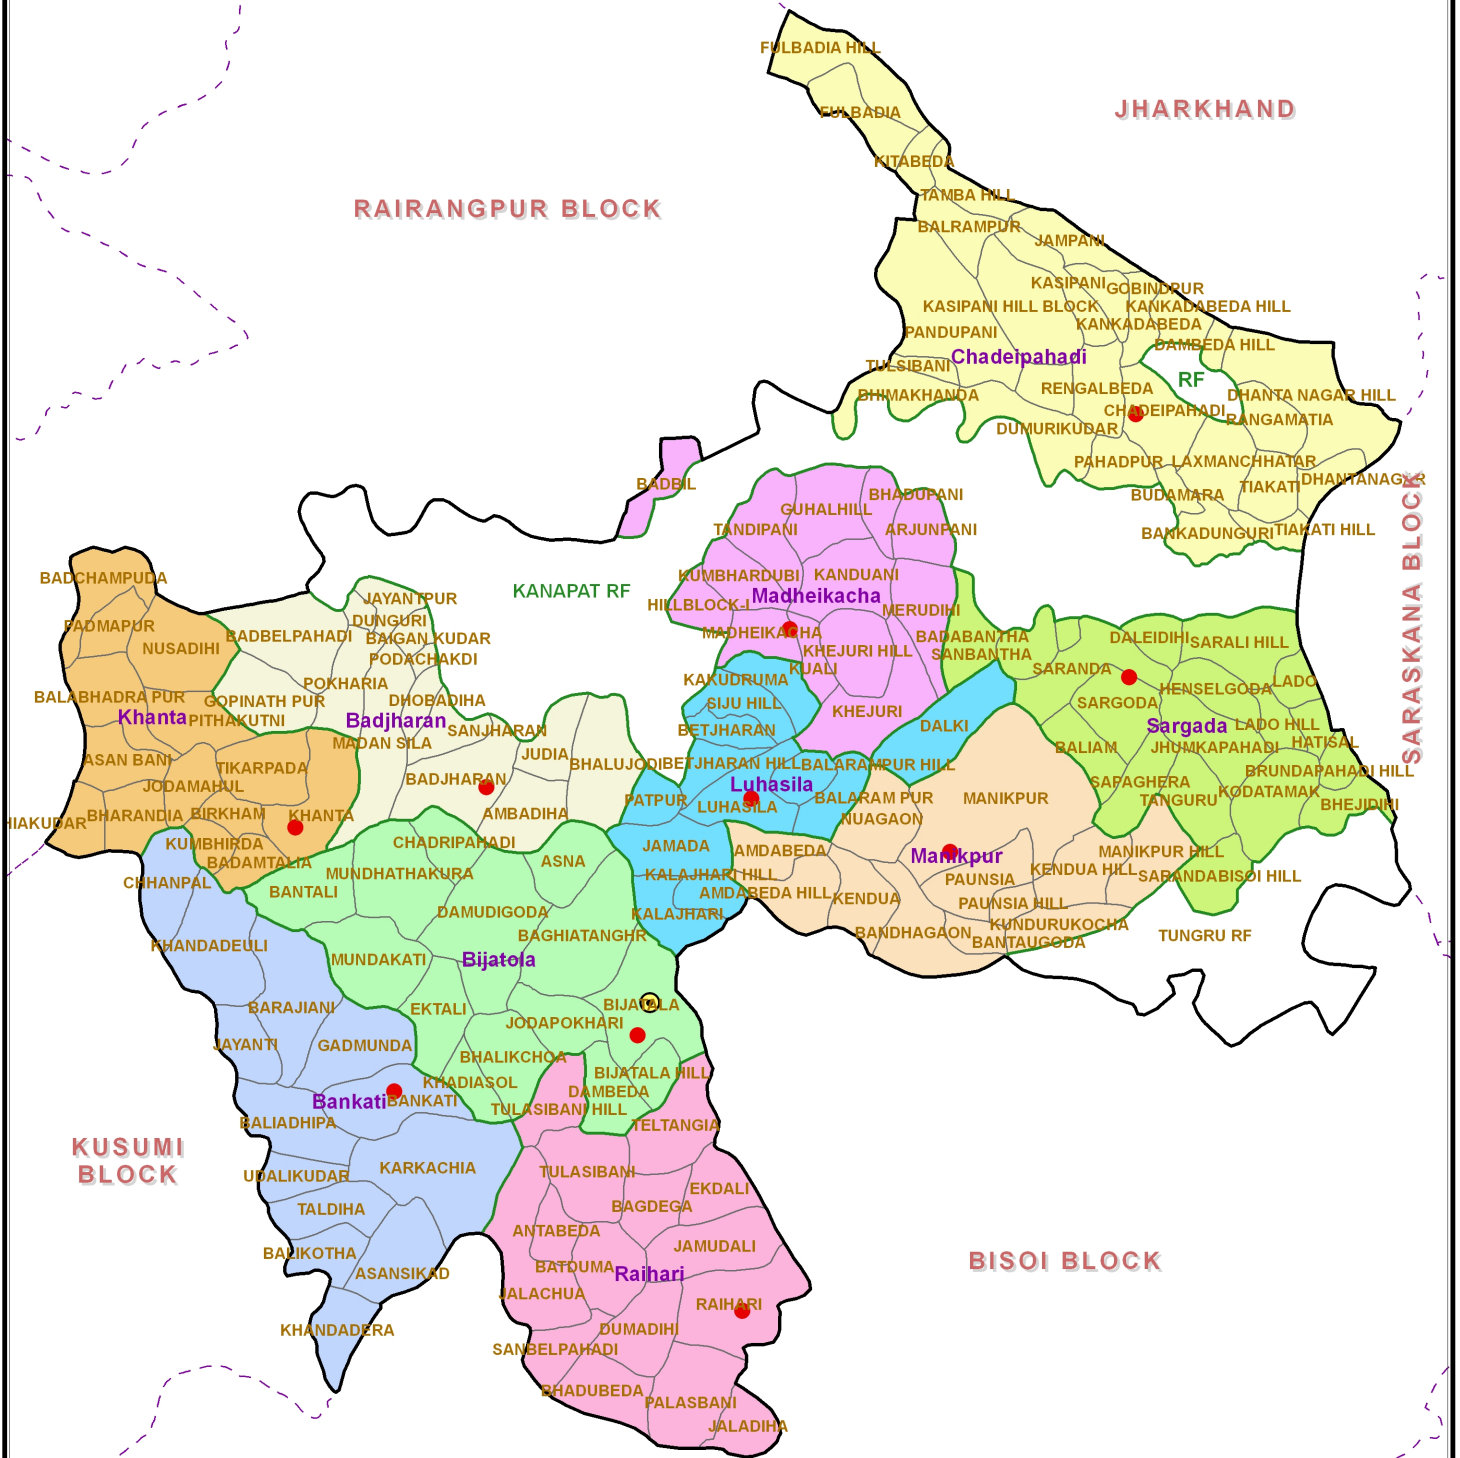 FULBADIA HILL
JHARKHAND
FULBADIA
KITABEDA
TAMBA HILL
RAIRANGPUR BLOCK
BALRAMPUR
JAMPANI
KASIPANI
GOBINDPUR
KASIPANI HILL BLOCK
KANKADABEDA HILL
KANKADABEDA
PANDUPANI
DAMBEDA HILL
Chadeipahadi
TULSIBANI
RF
RENGALBEDA
BHIMAKHANDA
DHANTA NAGAR HILL
CHADEIPAHADI
RANGAMATIA
DUMURIKUDAR
PAHADPUR
LAXMANCHHATAR
DHANTANAGAR
TIAKATI
BUDAMARA
BADBIL
BHADUPANI
GUHALHILL
TANDIPANI
ARJUNPANI
BANKADUNGURI
TIAKATI HILL
SARASKANA BLOCK
BADCHAMPUDA
KUMBHARDUBI
KANDUANI
KANAPAT RF
Madheikacha
JAYANTPUR
HILLBLOCK-I
MERUDIHI
PADMAPUR
DUNGURI
BADBELPAHADI
BAIGAN KUDAR
MADHEIKACHA
BADABANTHA
DALEIDIHI
SARALI HILL
NUSADIHI
PODACHAKDI
KHEJURI HILL
SANBANTHA
KUALI
SARANDA
POKHARIA
KAKUDRUMA
LADO
HENSELGODA
BALABHADRA PUR
GOPINATH PUR
DHOBADIHA
SIJU HILL
SARGODA
Khanta
PITHAKUTNI
Badjharan
KHEJURI
DALKI
Sargada
LADO HILL
SANJHARAN
BETJHARAN
MADAN SILA
BALIAM
JHUMKAPAHADI
HATISAL
ASAN BANI
TIKARPADA
JUDIA
BHALUJODI
BETJHARAN HILL
BALARAMPUR HILL
BRUNDAPAHADI HILL
JODAMAHUL
BADJHARAN
Luhasila
SAPAGHERA
KODATAMAK
PATPUR
LUHASILA
BALARAM PUR
MANIKPUR
TANGURU
BHEJIDIHI
HIAKUDAR
BHARANDIA
BIRKHAM
KHANTA
AMBADIHA
NUAGAON
KUMBHIRDA
CHADRIPAHADI
JAMADA
AMDABEDA
Manikpur
MANIKPUR HILL
BADAMTALIA
ASNA
KENDUA HILL
CHHANPAL
BANTALI
MUNDHATHAKURA
KALAJHARI HILL
PAUNSIA
SARANDABISOI HILL
AMDABEDA HILL
KENDUA
PAUNSIA HILL
DAMUDIGODA
KALAJHARI
KUNDURUKOCHA
BAGHIATANGHR
BANDHAGAON
BANTAUGODA
TUNGRU RF
KHANDADEULI
MUNDAKATI
Bijatola
BARAJIANI
EKTALI
BIJATALA
JODAPOKHARI
JAYANTI
GADMUNDA
BHALIKCHOA
BIJATALA HILL
KHADIASOL
DAMBEDA
Bankati
BANKATI
TULASIBANI HILL
BALIADHIPA
TELTANGIA
KUSUMI
BLOCK
KARKACHIA
UDALIKUDAR
TULASIBANI
EKDALI
TALDIHA
BAGDEGA
ANTABEDA
JAMUDALI
BALIKOTHA
BISOI BLOCK
ASANSIKAD
BATDUMA
Raihari
JALACHUA
RAIHARI
KHANDADERA
DUMADIHI
SANBELPAHADI
BHADUBEDA
PALASBANI
JALADIHA